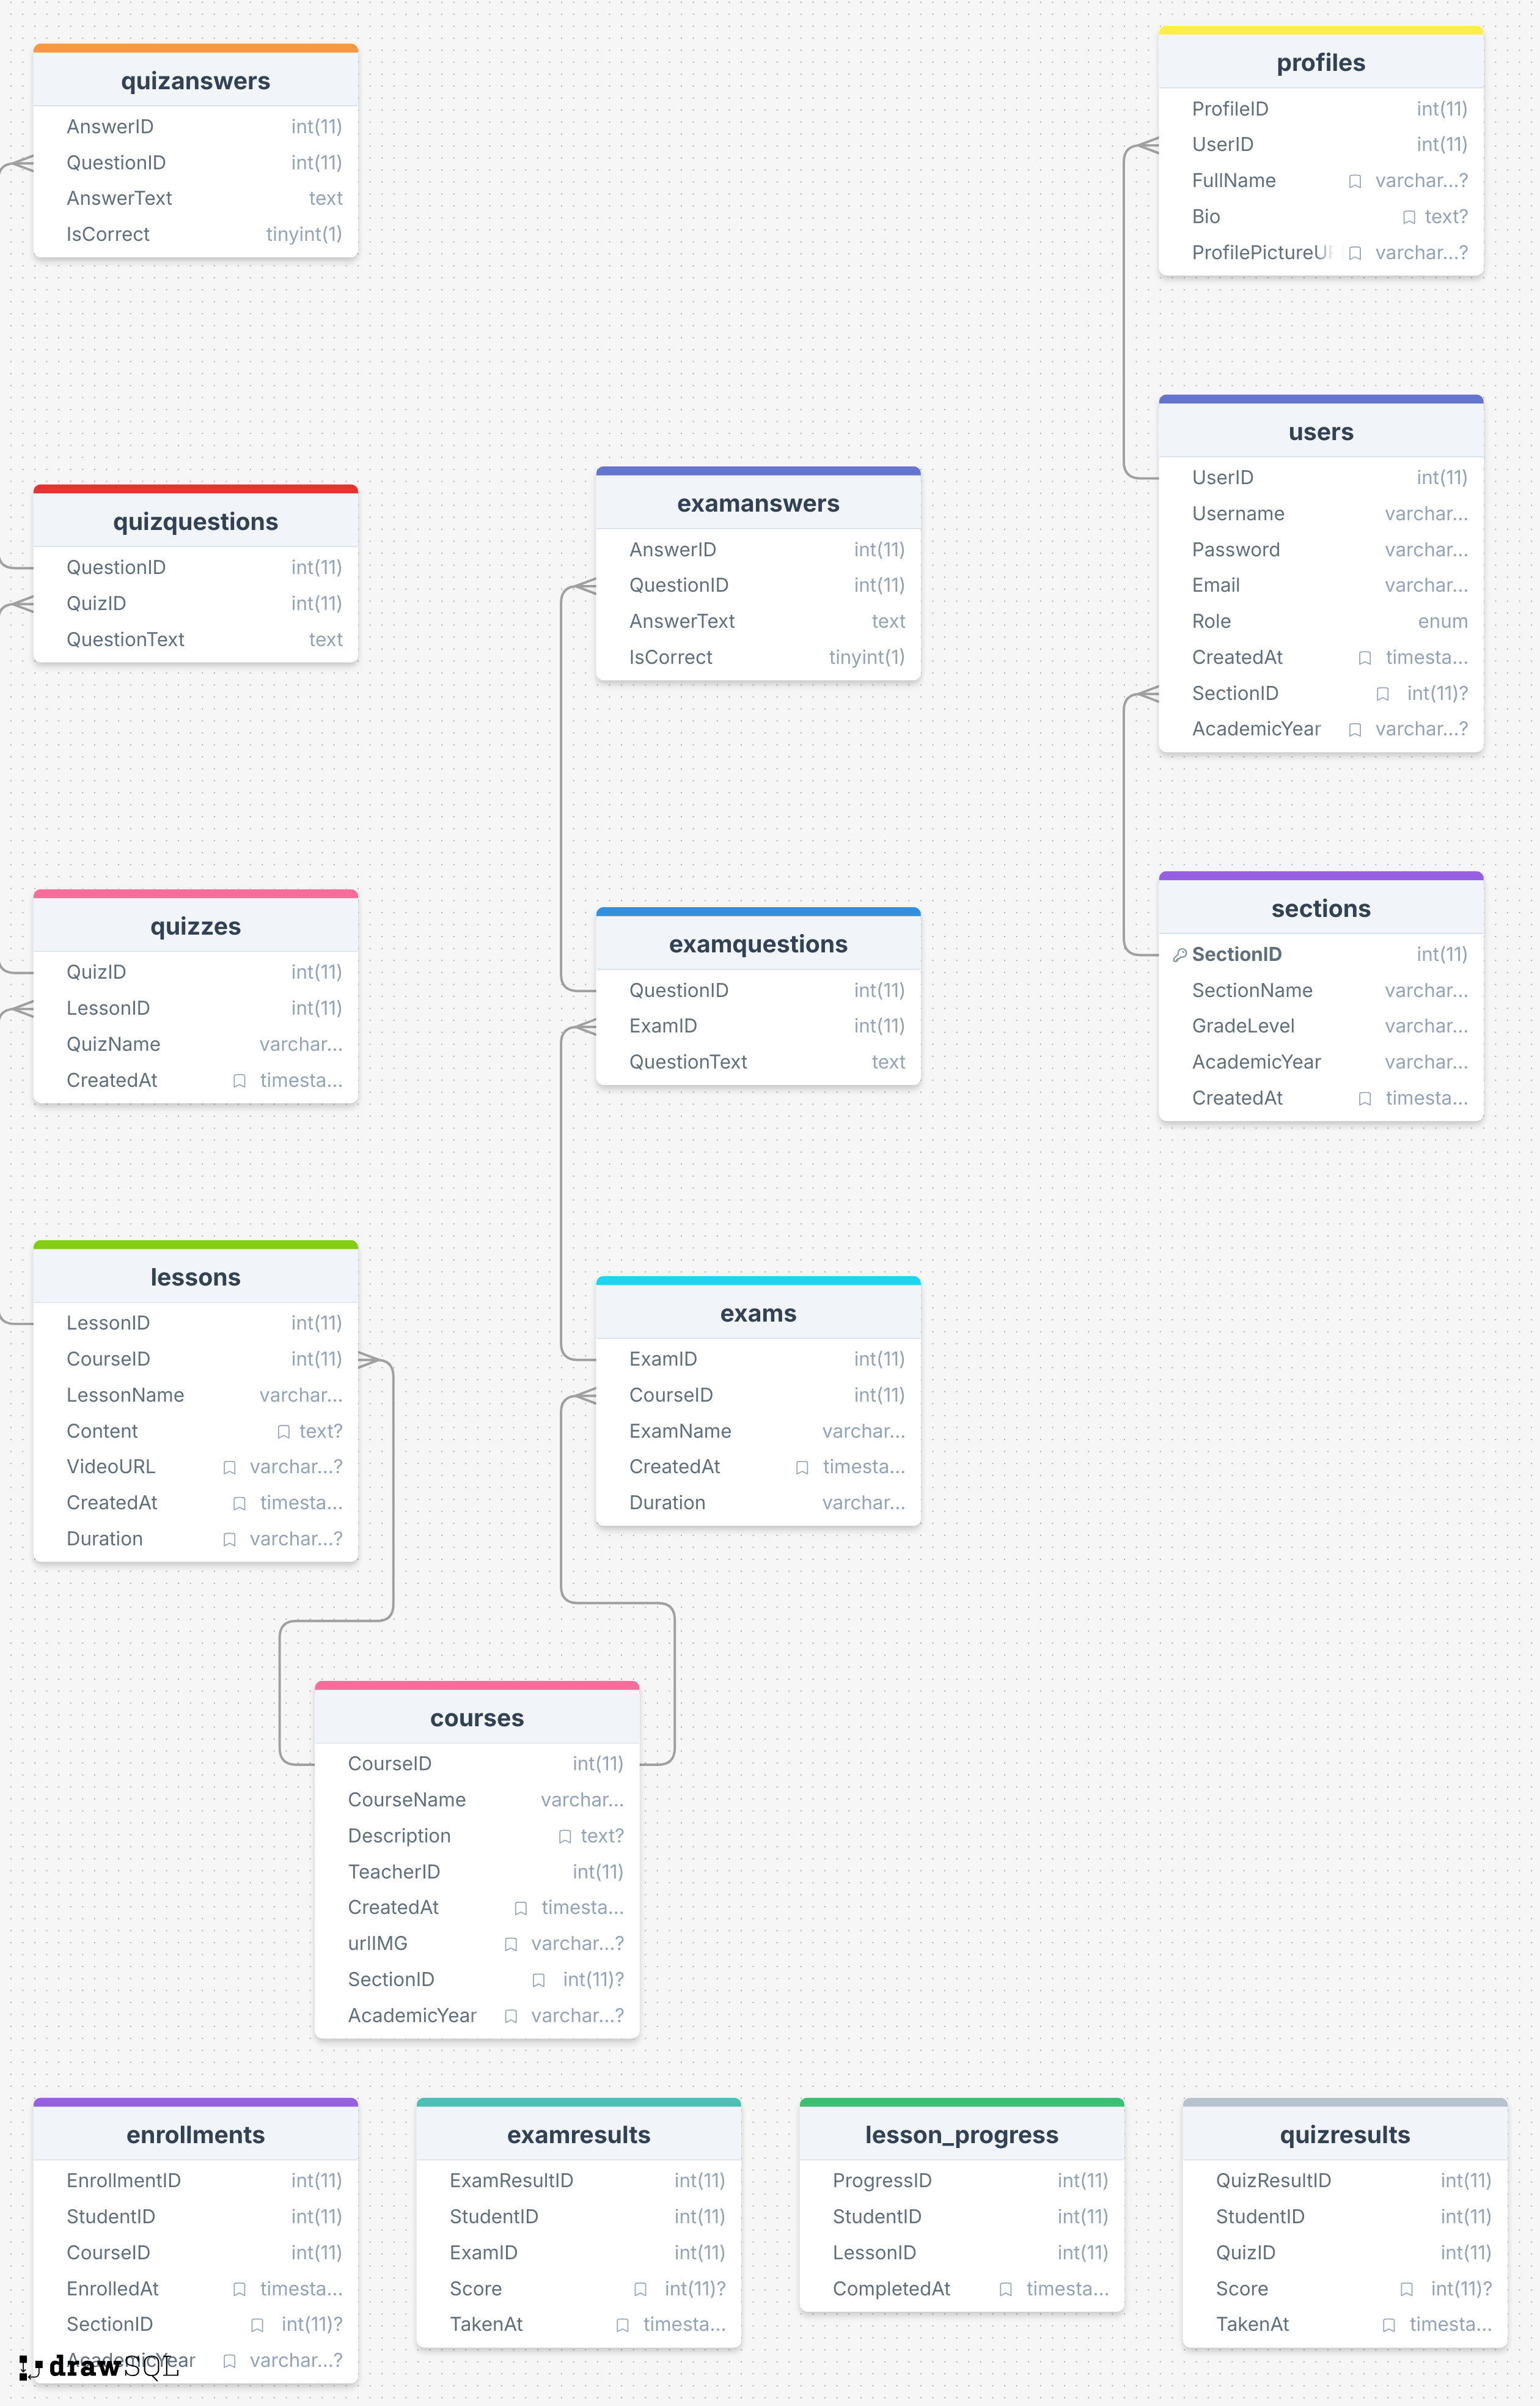 quizanswers
AnswerID int(11)
QuestionID int(11)
AnswerText text
IsCorrect tinyint(1)
profiles
ProfileID int(11)
UserID int(11)
FullName varchar...?
Bio text?
ProfilePictureU varchar...?
users
UserID int(11)
Username varchar...
Password varchar...
Email varchar...
Role enum
CreatedAt timesta...
SectionID int(11)?
AcademicYear varchar...?
quizquestions
QuestionID int(11)
QuizID int(11)
QuestionText text
examanswers
AnswerID int(11)
QuestionID int(11)
AnswerText text
IsCorrect tinyint(1)
quizzes
QuizID int(11)
LessonID int(11)
QuizName varchar...
CreatedAt timesta...
examquestions
QuestionID int(11)
ExamID int(11)
QuestionText text
sections
SectionID int(11)
SectionName varchar...
GradeLevel varchar...
AcademicYear varchar...
CreatedAt timesta...
lessons
LessonID int(11)
CourseID int(11)
LessonName varchar...
Content text?
VideoURL varchar...?
CreatedAt timesta...
Duration varchar...?
exams
ExamID int(11)
CourseID int(11)
ExamName varchar...
CreatedAt timesta...
Duration varchar...
courses
CourseID int(11)
CourseName varchar...
Description text?
TeacherID int(11)
CreatedAt timesta...
urlIMG varchar...?
SectionID int(11)?
AcademicYear varchar...?
enrollments
EnrollmentID int(11)
StudentID int(11)
CourseID int(11)
EnrolledAt timesta...
SectionID int(11)?
AcademicYear varchar...?
drawSQL
examresults
ExamResultID int(11)
StudentID int(11)
ExamID int(11)
Score int(11)?
TakenAt timesta...
lesson_progress
ProgressID int(11)
StudentID int(11)
LessonID int(11)
CompletedAt timesta...
quizresults
QuizResultID int(11)
StudentID int(11)
QuizID int(11)
Score int(11)?
TakenAt timesta...